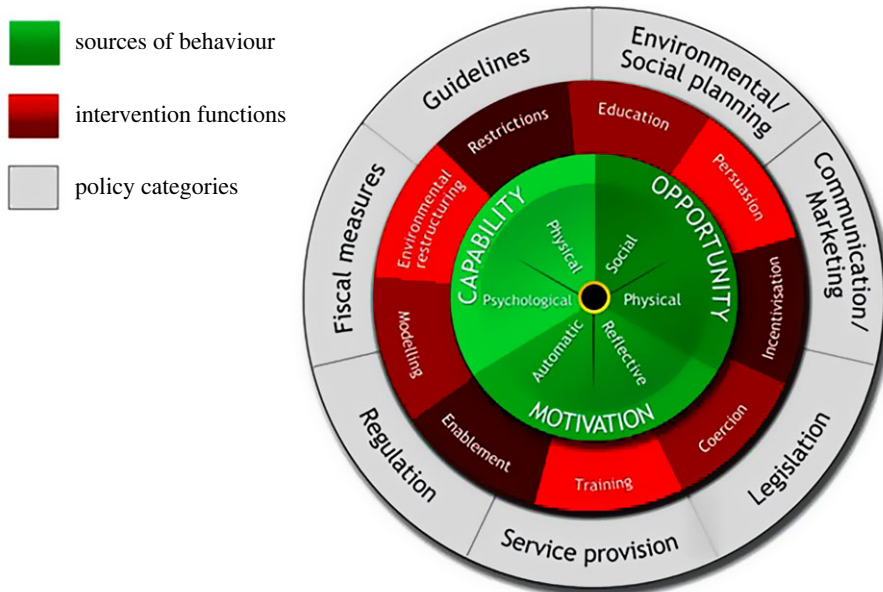 sources of behaviour
intervention functions
policy categories
Guidelines
Environmental/
Social planning
Communication/
Marketing
Legislation
Service provision
Regulation
Fiscal measures
Restrictions
Education
Persuasion
Incentivisation
Coercion
Training
Enablement
Modelling
Environmental
restructuring
CAPABILITY
OPPORTUNITY
MOTIVATION
Physical
Social
Psychological
Physical
Automatic
Reflective